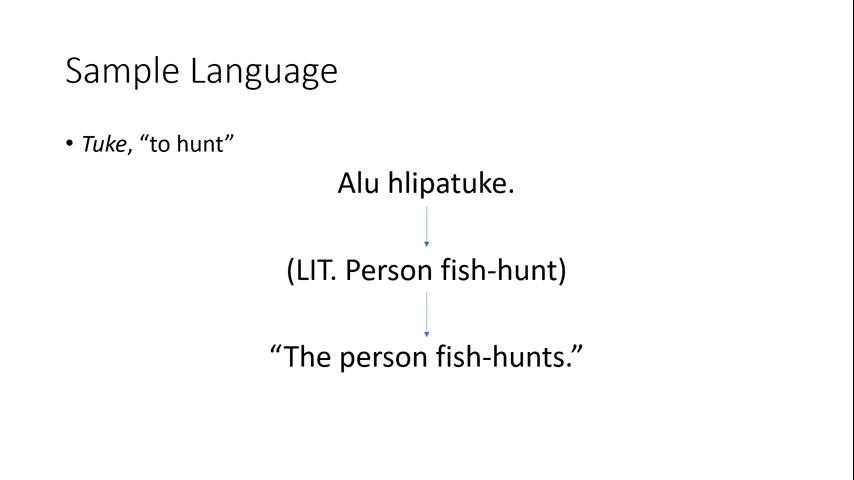 Sample Language
• Tuke, “to hunt”
Alu hlipatuke.
(LIT. Person fish-hunt)
“The person fish-hunts.”